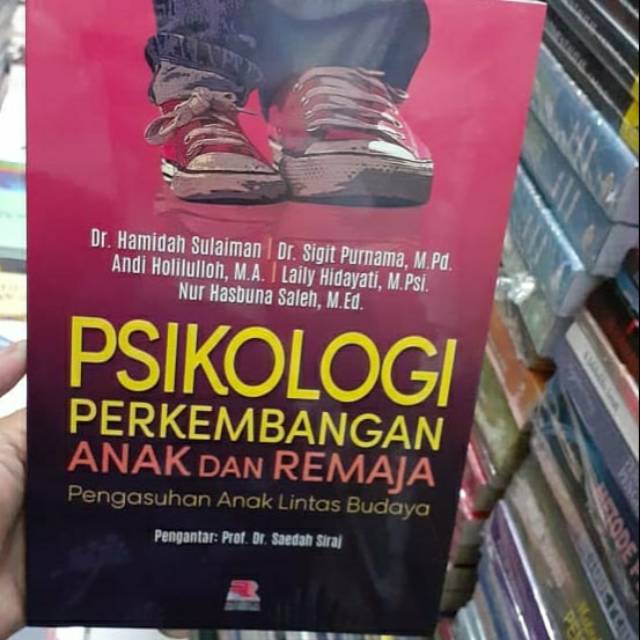 Dr. Hamidah Sulaiman | Dr. Sigit Purnama, M.Pd.
Andi Holilulloh, M.A. | Laily Hidayati, M.Psi.
Nur Hasbuna Saleh, M.Ed.
PSIKOLOGI
PERKEMBANGAN
ANAK DAN REMAJA
Pengasuhan Anak Lintas Budaya
Pengantar: Prof. Dr. Saedah Siraj
METODE